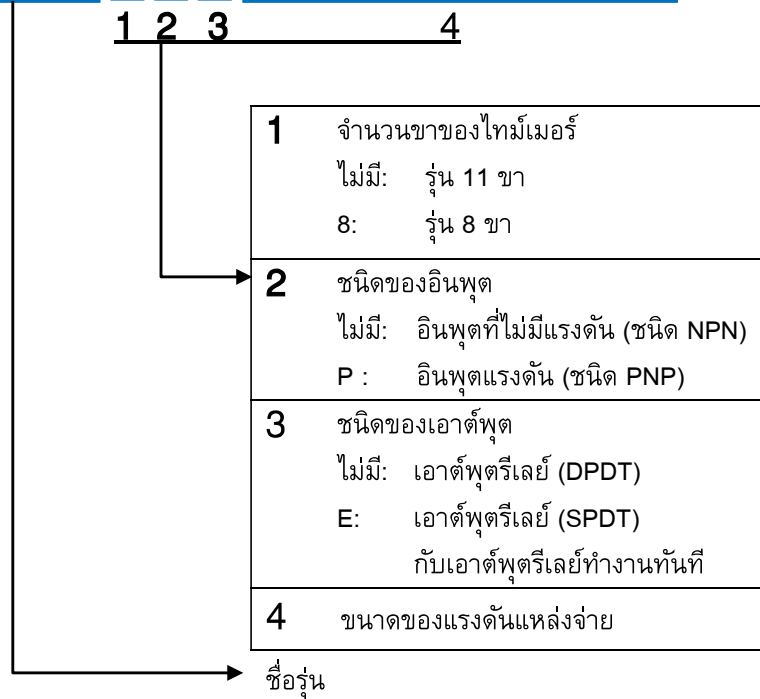 1 2 3 4
1 จำนวนขาของไทม์เมอร์
ไม่มี: รุ่น 11 ขา
8: รุ่น 8 ขา
2 ชนิดของอินพุต
ไม่มี: อินพุตที่ไม่มีแรงดัน (ชนิด NPN)
P : อินพุตแรงดัน (ชนิด PNP)
3 ชนิดของเอาต์พุต
ไม่มี: เอาต์พุตรีเลย์ (DPDT)
E: เอาต์พุตรีเลย์ (SPDT)
กับเอาต์พุตรีเลย์ทำงานทันที
4 ขนาดของแรงดันแหล่งจ่าย
ชื่อรุ่น